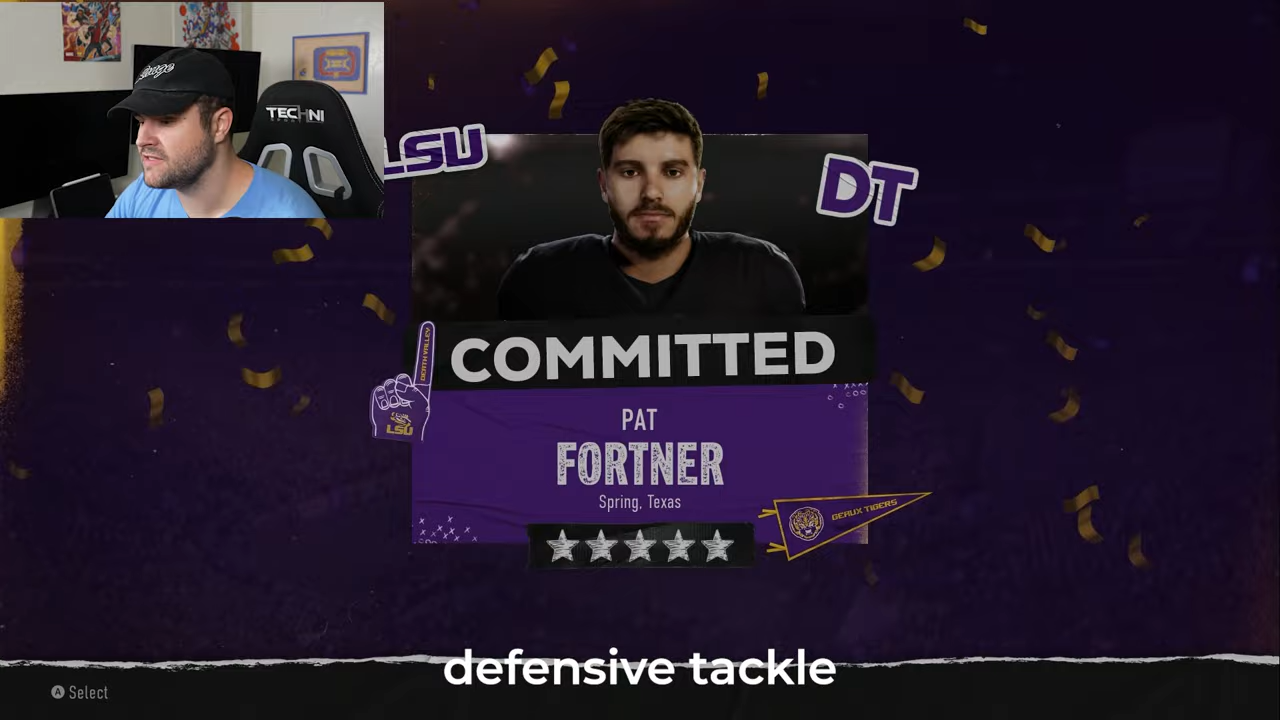 TECHNI
LSU
DT
DEATH VALLEY
LSU
COMMITTED
PAT
FORTNER
Spring, Texas
GEAUX TIGERS
defensive tackle
A Select